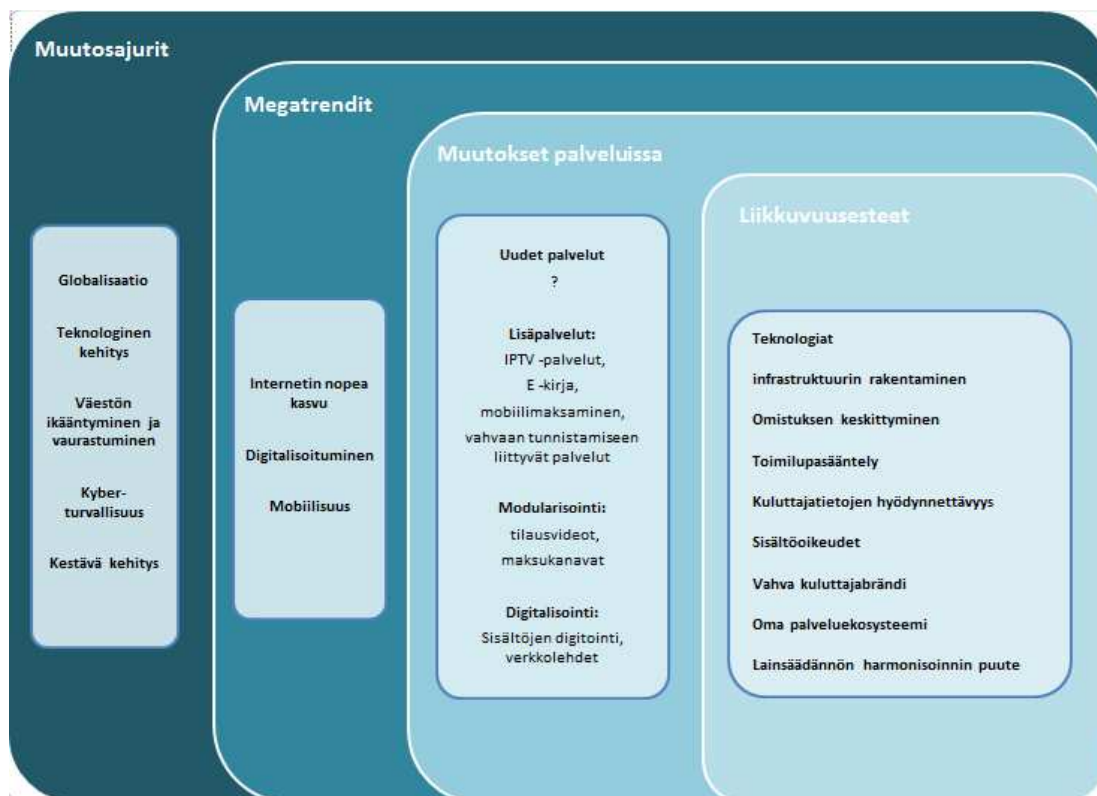 Muutosajurit
Globalisaatio
Teknologinen
kehitys
Väestön
ikääntyminen ja
vaurastuminen
Kyber-
turvallisuus
Kestävä kehitys
Megatrendit
Internetin nopea
kasvu
Digitalisoituminen
Mobiilisuus
Muutokset palveluissa
Uudet palvelut
?
Lisäpalvelut:
IPTV -palvelut,
E -kirja,
mobiilimaksaminen,
vahvaan tunnistamiseen
liittyvät palvelut
Modularisointi:
tilausvideot,
maksukanavat
Digitalisointi:
Sisältöjen digitointi,
verkkolehdet
Liikkuvuusesteet
Teknologiat
infrastruktuurin rakentaminen
Omistuksen keskittyminen
Toimilupasääntely
Kuluttajatietojen hyödynnettävyys
Sisältöoikeudet
Vahva kuluttajabrändi
Oma palveluekosysteemi
Lainsäädännön harmonisoinnin puute